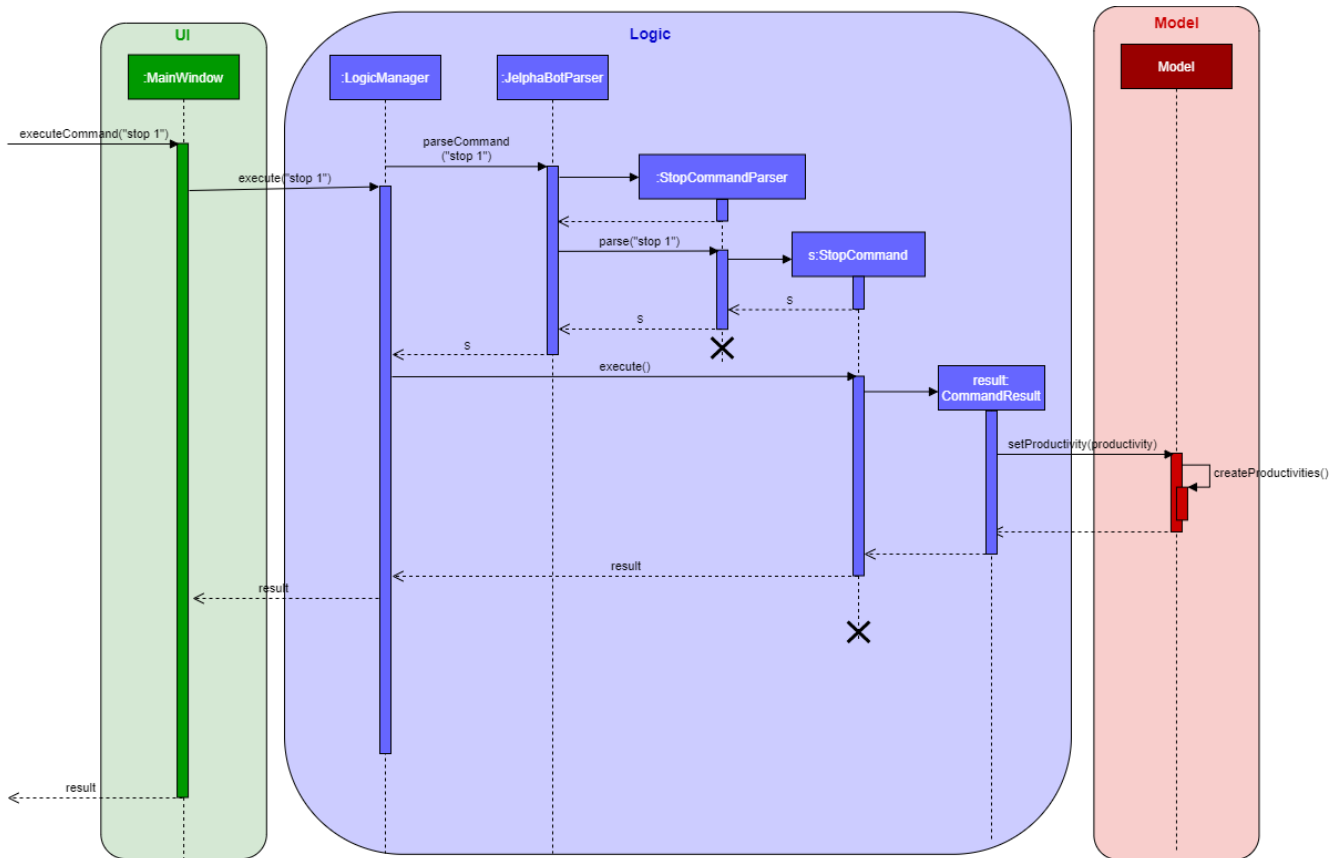 UI
Logic
Model
:MainWindow
:LogicManager
:JelphaBotParser
Model
executeCommand("stop 1")
parseCommand
("stop 1")
execute("stop 1")
:StopCommandParser
parse("stop 1")
s:StopCommand
s
s
s
execute()
result:
CommandResult
setProductivity(productivity)
createProductivities()
result
result
result